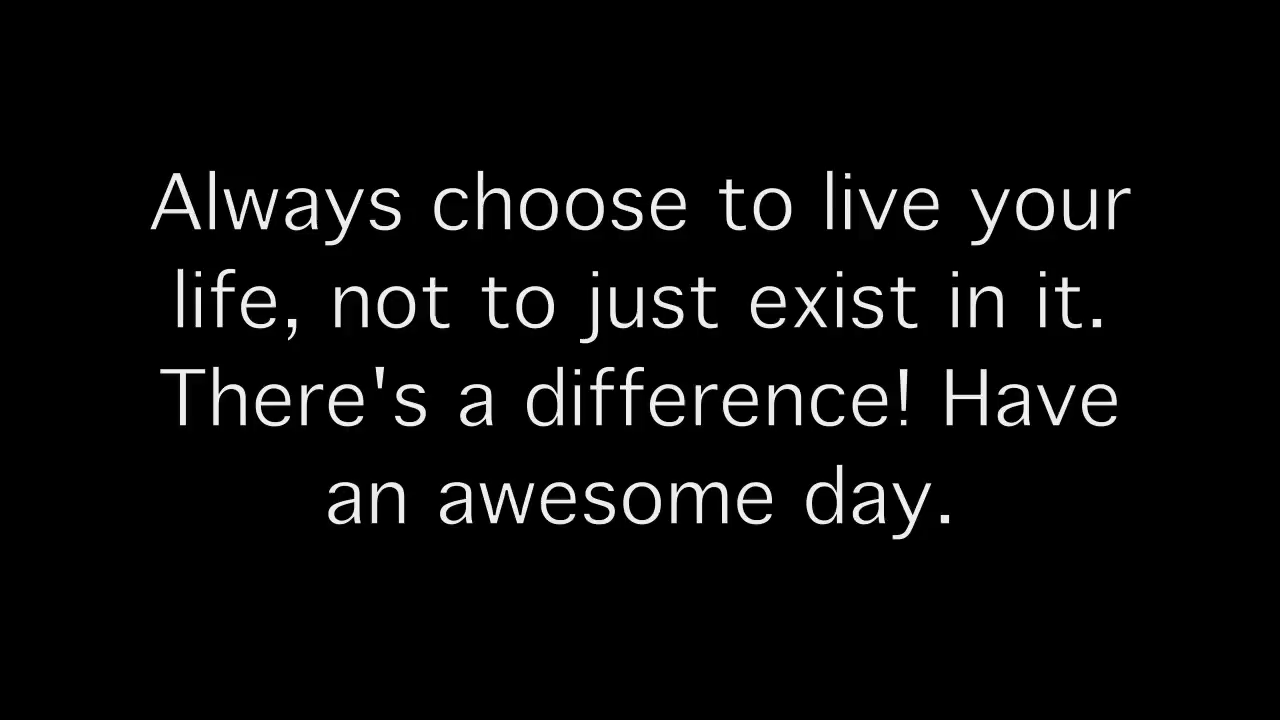 Always choose to live your
life, not to just exist in it.
There's a difference! Have
an awesome day.